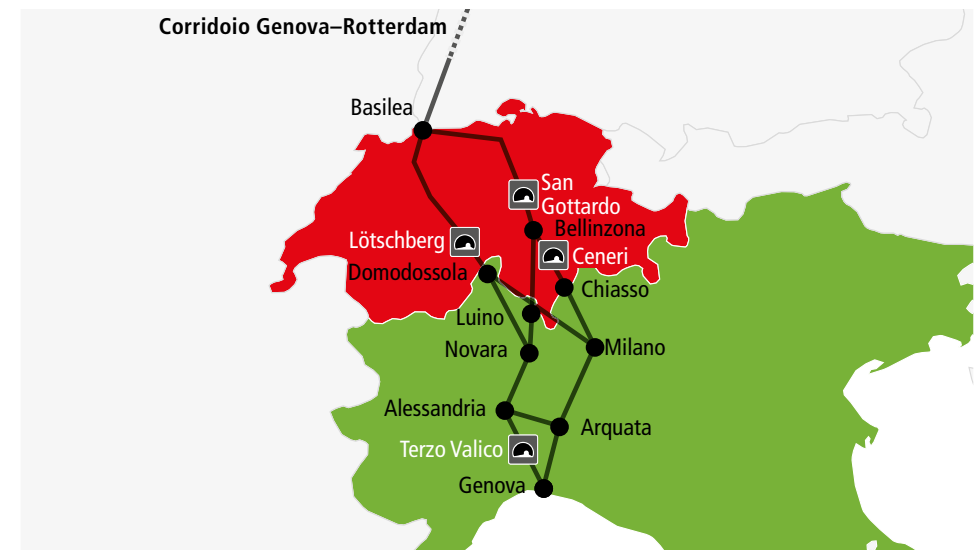 Corridoio Genova–Rotterdam
Basilea
San
Gottardo
Bellinzona
Lötschberg
Ceneri
Domodossola
Chiasso
Luino
Novara
Milano
Alessandria
Arquata
Terzo Valico
Genova